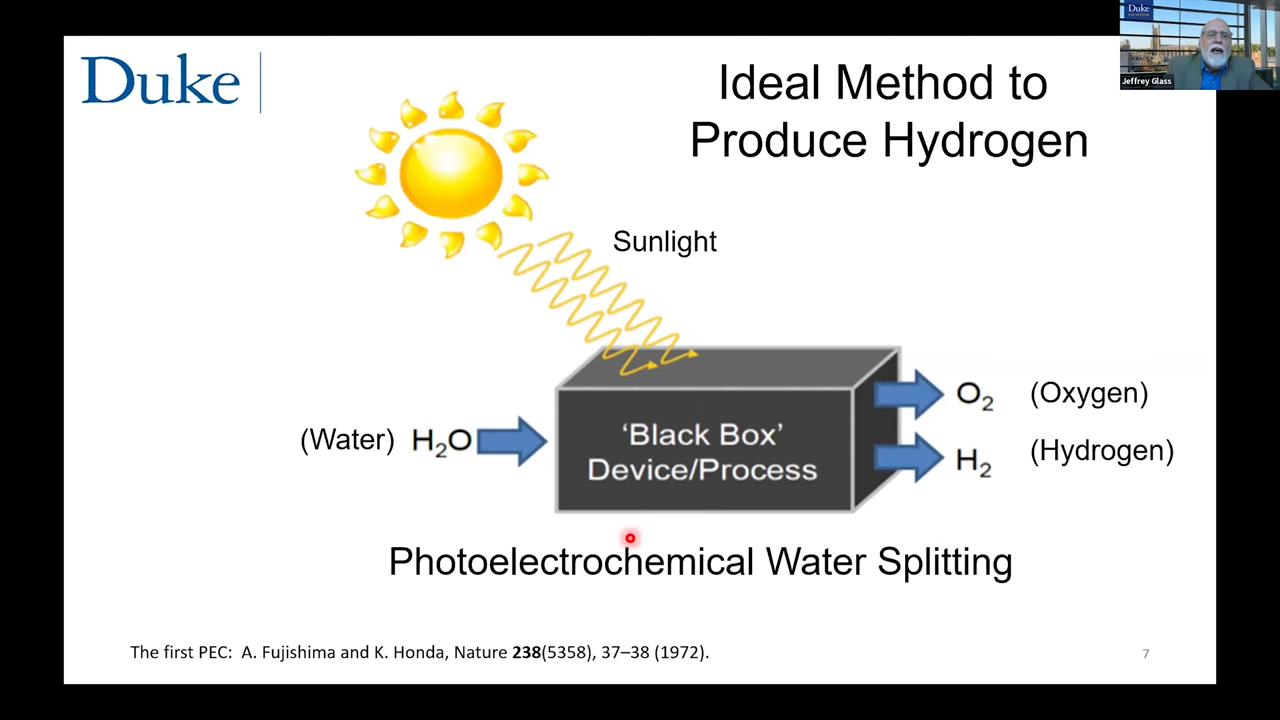 Duke
Duke
Jeffrey Glass
Ideal Method to
Produce Hydrogen
Sunlight
(Water) H₂O
'Black Box'
Device/Process
O₂ (Oxygen)
H₂ (Hydrogen)
Photoelectrochemical Water Splitting
The first PEC: A. Fujishima and K. Honda, Nature 238(5358), 37–38 (1972).
7